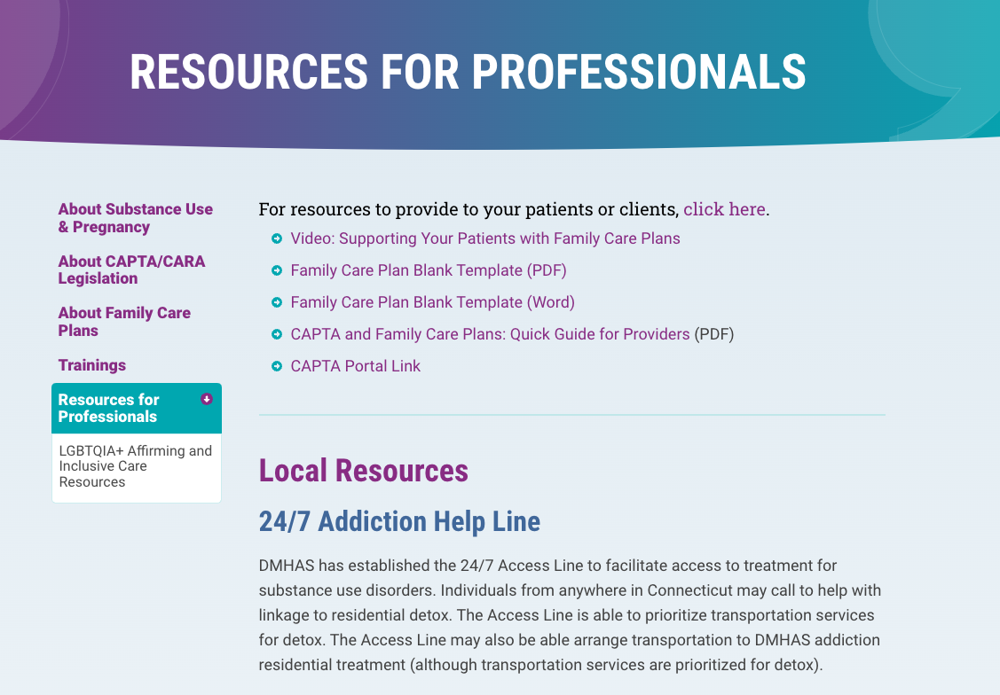 RESOURCES FOR PROFESSIONALS
About Substance Use
& Pregnancy
About CAPTA/CARA
Legislation
About Family Care
Plans
Trainings
Resources for
Professionals
LGBTQIA+ Affirming and
Inclusive Care
Resources
For resources to provide to your patients or clients, click here.
Video: Supporting Your Patients with Family Care Plans
Family Care Plan Blank Template (PDF)
Family Care Plan Blank Template (Word)
CAPTA and Family Care Plans: Quick Guide for Providers (PDF)
CAPTA Portal Link
Local Resources
24/7 Addiction Help Line
DMHAS has established the 24/7 Access Line to facilitate access to treatment for
substance use disorders. Individuals from anywhere in Connecticut may call to help with
linkage to residential detox. The Access Line is able to prioritize transportation services
for detox. The Access Line may also be able arrange transportation to DMHAS addiction
residential treatment (although transportation services are prioritized for detox).